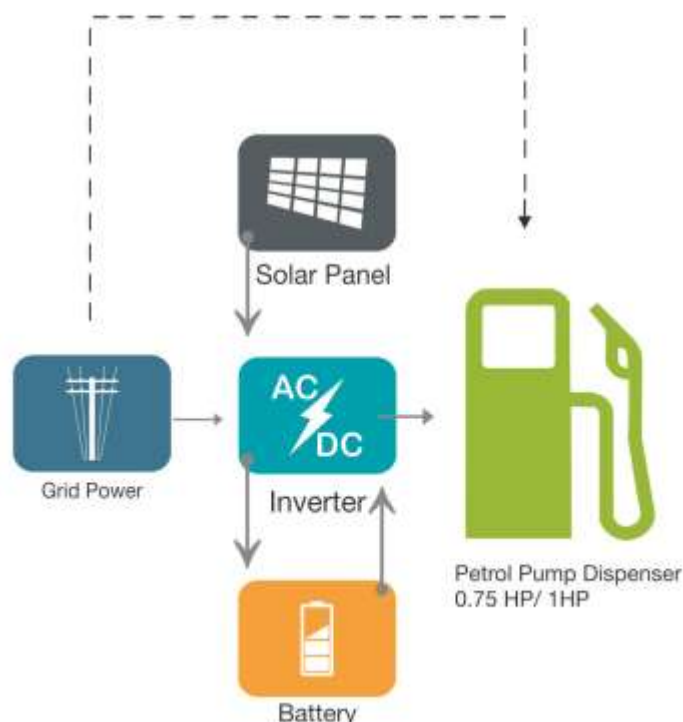 Solar Panel
AC
DC
Grid Power
Inverter
Petrol Pump Dispenser
0.75 HP/ 1HP
Battery